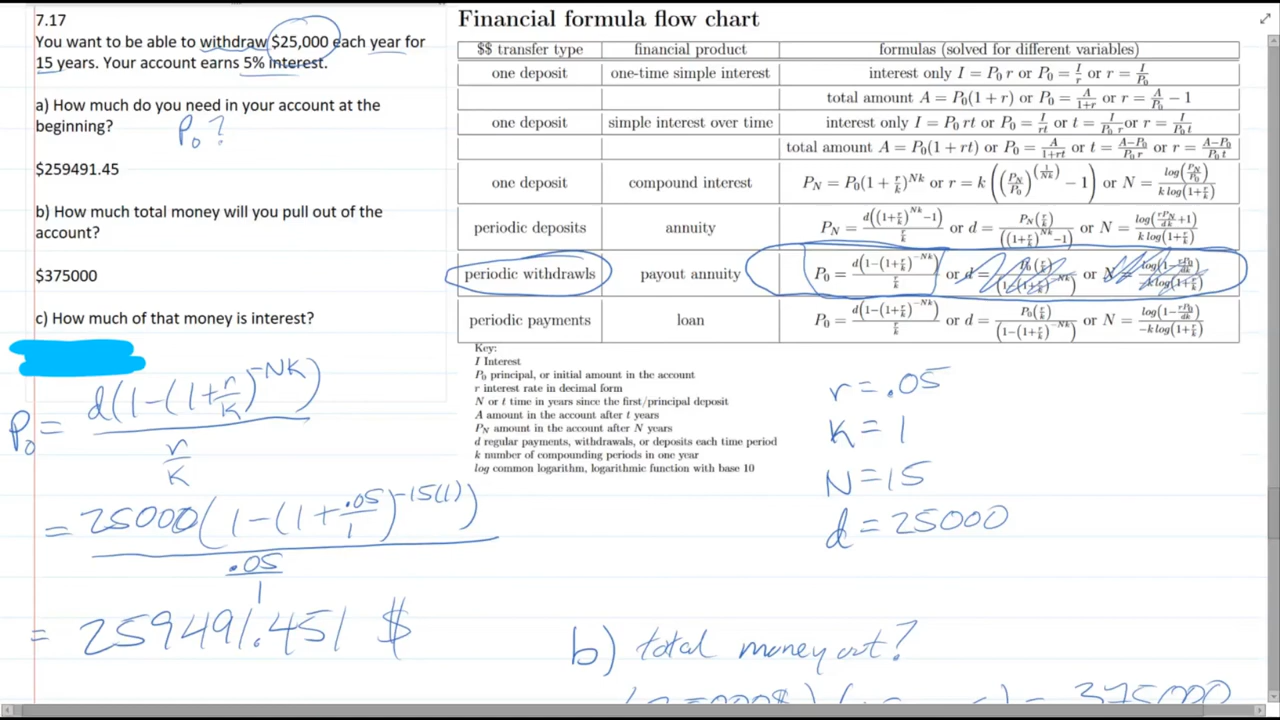 7.17
You want to be able to withdraw $25,000 each year for
15 years. Your account earns 5% interest.
a) How much do you need in your account at the
beginning?
P₀ ?
$259491.45
b) How much total money will you pull out of the
account?
$375000
c) How much of that money is interest?
P₀ = d(1-(1+r/k)^-Nk) / (r/k)
= 25000(1-(1+.05/1)^-15(1)) / (.05/1)
= 259491.451 $
Financial formula flow chart
$$ transfer type financial product formulas (solved for different variables)
one deposit one-time simple interest interest only I = P₀ r or P₀ = I/r or r = I/P₀
total amount A = P₀(1 + r) or P₀ = A/(1+r) or r = A/P₀ − 1
one deposit simple interest over time interest only I = P₀ rt or P₀ = I/(rt) or t = I/(P₀ r) or r = I/(P₀ t)
total amount A = P₀(1 + rt) or P₀ = A/(1+rt) or t = (A−P₀)/(P₀ r) or r = (A−P₀)/(P₀ t)
one deposit compound interest P_N = P₀(1 + r/k)^Nk or r = k((P_N/P₀)^(1/Nk) − 1) or N = log(P_N/P₀)/(k log(1+r/k))
periodic deposits annuity P_N = d((1+r/k)^Nk−1)/(r/k) or d = P_N(r/k)/((1+r/k)^Nk−1) or N = log(rP_N/dk+1)/(k log(1+r/k))
periodic withdrawls payout annuity P₀ = d(1−(1+r/k)^−Nk)/(r/k) or d = P₀(r/k)/(1−(1+r/k)^−Nk) or N = log(1−rP₀/dk)/(−k log(1+r/k))
periodic payments loan P₀ = d(1−(1+r/k)^−Nk)/(r/k) or d = P₀(r/k)/(1−(1+r/k)^−Nk) or N = log(1−rP₀/dk)/(−k log(1+r/k))
Key:
I Interest
P₀ principal, or initial amount in the account
r interest rate in decimal form
N or t time in years since the first/principal deposit
A amount in the account after t years
P_N amount in the account after N years
d regular payments, withdrawals, or deposits each time period
k number of compounding periods in one year
log common logarithm, logarithmic function with base 10
r = .05
K = 1
N = 15
d = 25000
b) total money out?
= 375000